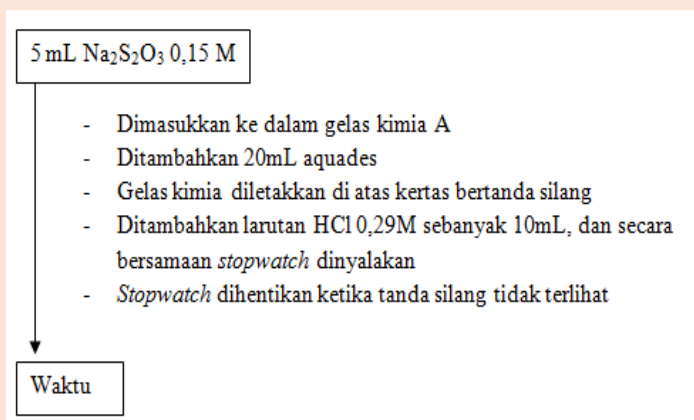 5 mL Na₂S₂O₃ 0,15 M
- Dimasukkan ke dalam gelas kimia A
- Ditambahkan 20mL aquades
- Gelas kimia diletakkan di atas kertas bertanda silang
- Ditambahkan larutan HCl 0,29M sebanyak 10mL, dan secara
bersamaan stopwatch dinyalakan
- Stopwatch dihentikan ketika tanda silang tidak terlihat
Waktu